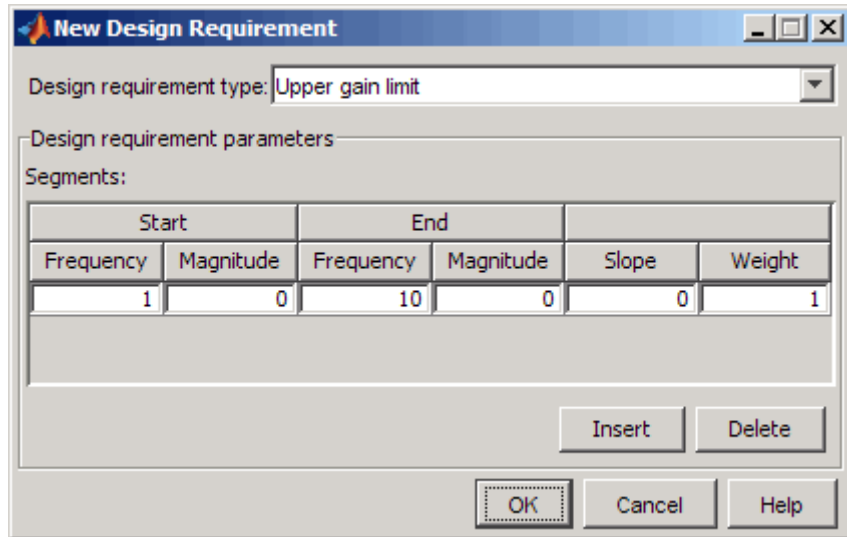 New Design Requirement
Design requirement type: Upper gain limit
Design requirement parameters
Segments:
Start End
Frequency Magnitude Frequency Magnitude Slope Weight
1 0 10 0 0 1
Insert Delete
OK Cancel Help